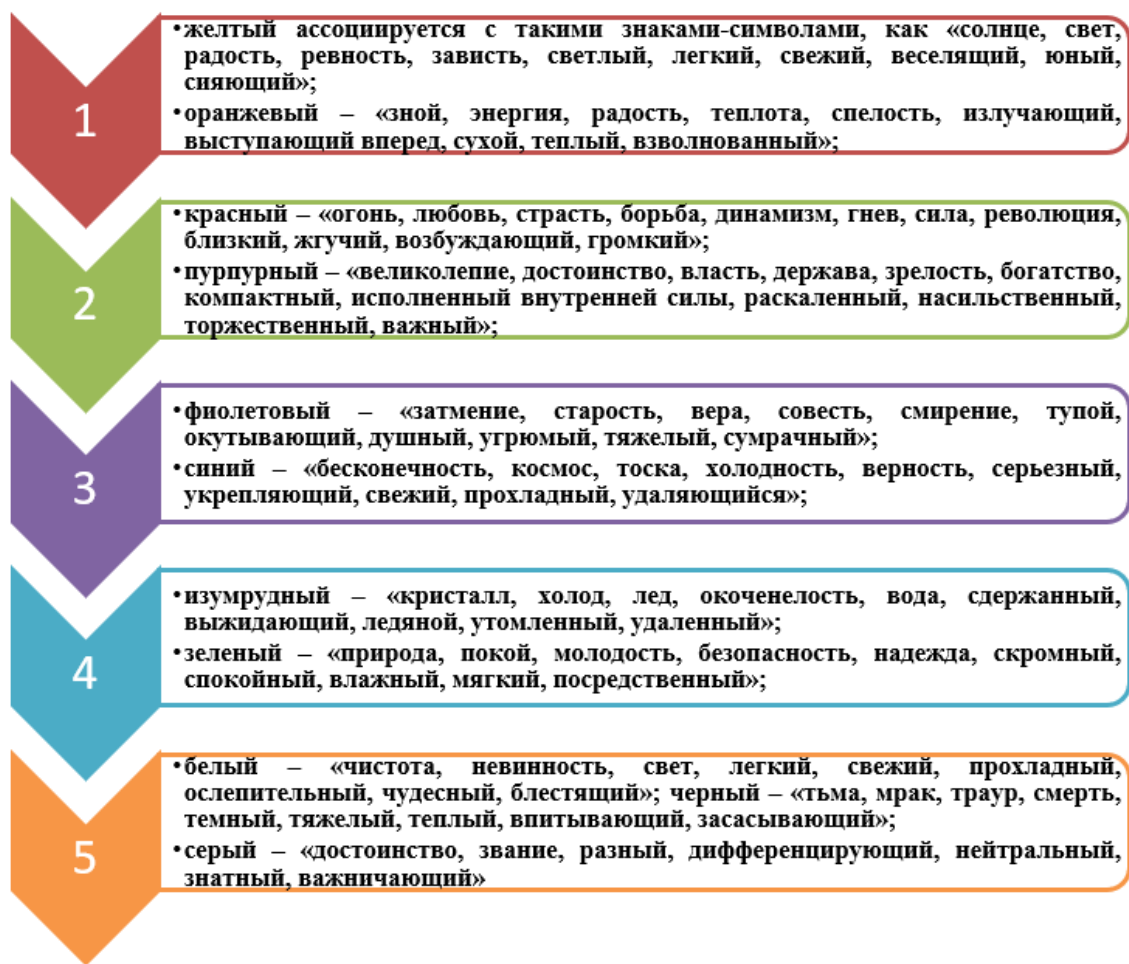 1
•желтый ассоциируется с такими знаками-символами, как «солнце, свет,
радость, ревность, зависть, светлый, легкий, свежий, веселящий, юный,
сияющий»;
•оранжевый – «зной, энергия, радость, теплота, спелость, излучающий,
выступающий вперед, сухой, теплый, взволнованный»;
2
•красный – «огонь, любовь, страсть, борьба, динамизм, гнев, сила, революция,
близкий, жгучий, возбуждающий, громкий»;
•пурпурный – «великолепие, достоинство, власть, держава, зрелость, богатство,
компактный, исполненный внутренней силы, раскаленный, насильственный,
торжественный, важный»;
3
•фиолетовый – «затмение, старость, вера, совесть, смирение, тупой,
окутывающий, душный, угрюмый, тяжелый, сумрачный»;
•синий – «бесконечность, космос, тоска, холодность, верность, серьезный,
укрепляющий, свежий, прохладный, удаляющийся»;
4
•изумрудный – «кристалл, холод, лед, окоченелость, вода, сдержанный,
выжидающий, ледяной, утомленный, удаленный»;
•зеленый – «природа, покой, молодость, безопасность, надежда, скромный,
спокойный, влажный, мягкий, посредственный»;
5
•белый – «чистота, невинность, свет, легкий, свежий, прохладный,
ослепительный, чудесный, блестящий»; черный – «тьма, мрак, траур, смерть,
темный, тяжелый, теплый, впитывающий, засасывающий»;
•серый – «достоинство, звание, разный, дифференцирующий, нейтральный,
знатный, важничающий»